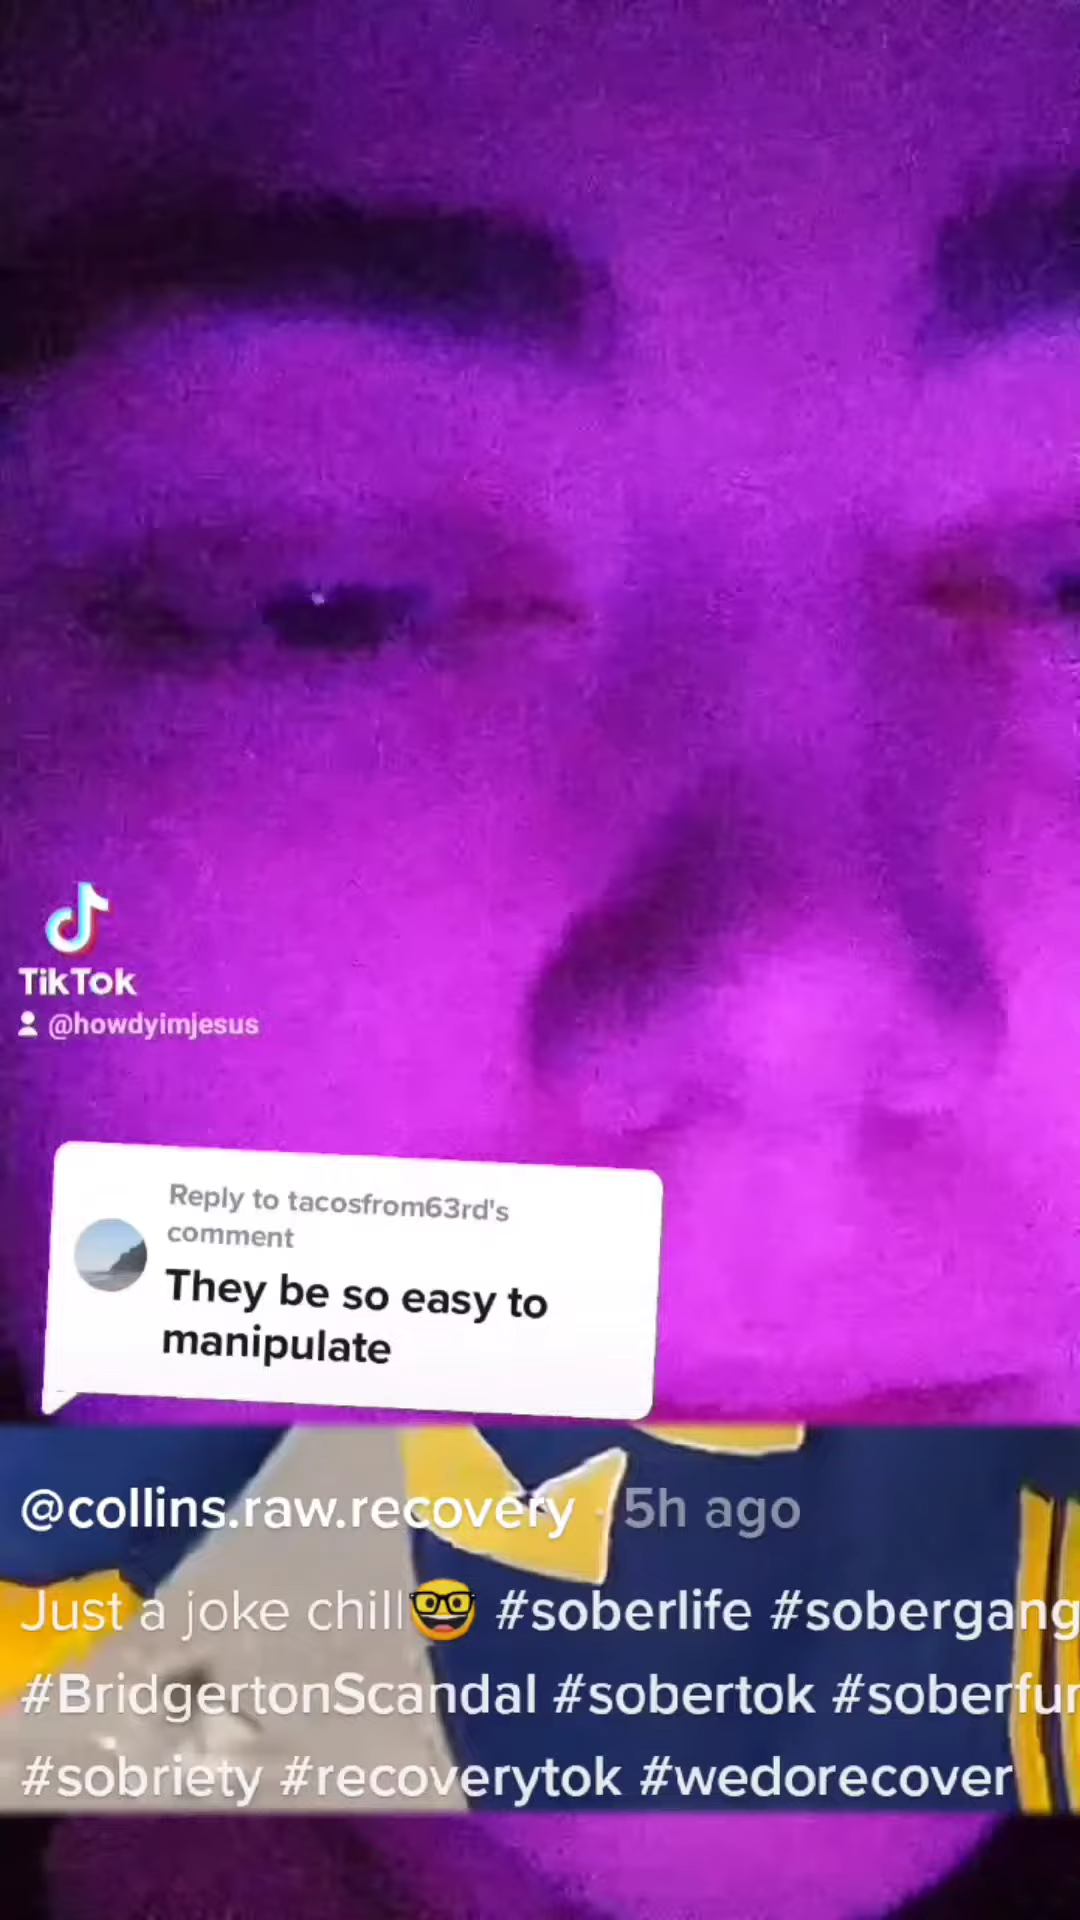 TikTok
@howdyimjesus
Reply to tacosfrom63rd's
comment
They be so easy to
manipulate
@collins.raw.recovery · 5h ago
Just a joke chill🤓 #soberlife #sobergang
#BridgertonScandal #sobertok #soberfun
#sobriety #recoverytok #wedorecover